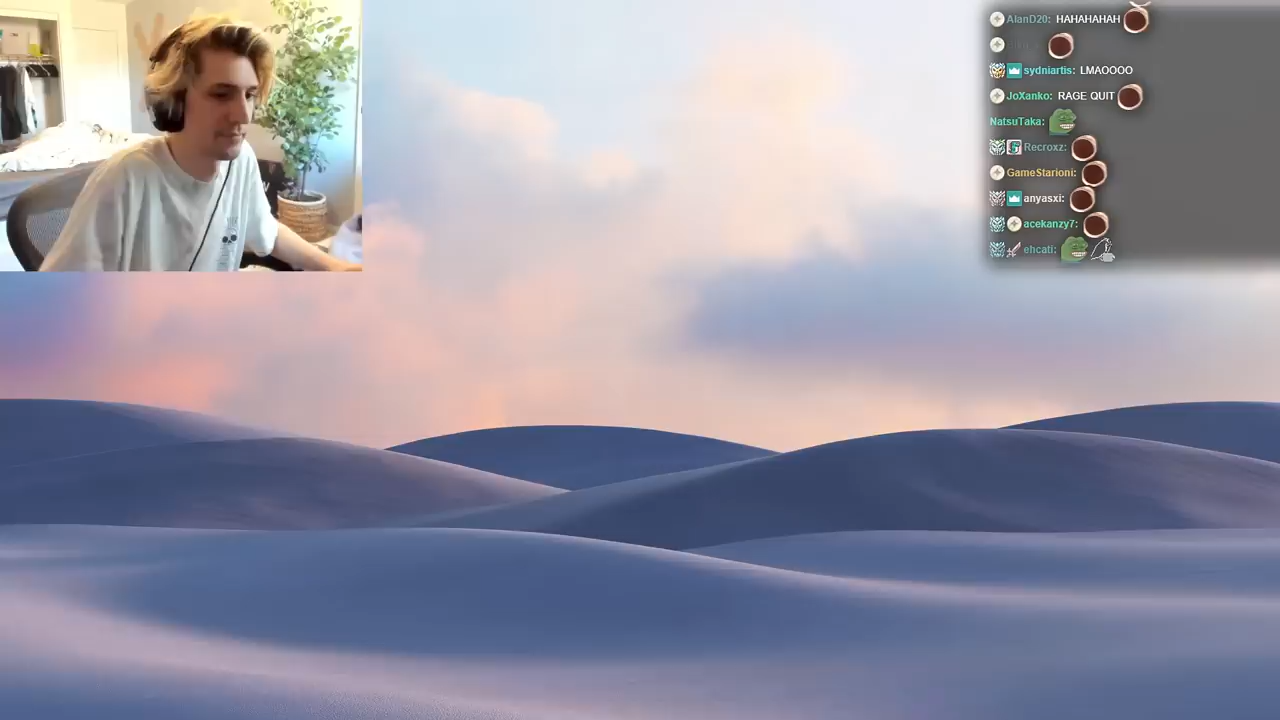 AlanD20: HAHAHAHAH
sydniartis: LMAOOOO
JoXanko: RAGE QUIT
NatsuTaka:
Recroxz:
GameStarioni:
anyasxi:
acekanzy7:
ehcati: